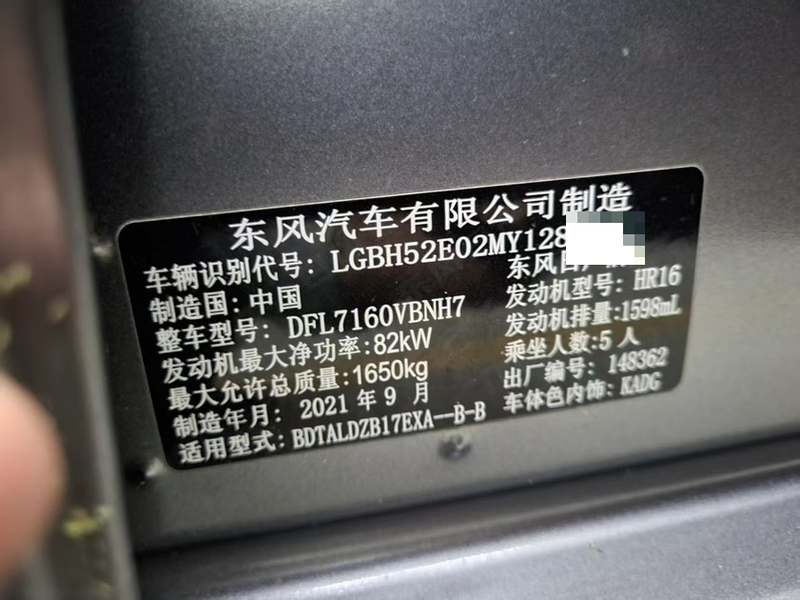 东风汽车有限公司制造
车辆识别代号: LGBH52E02MY128
制造国:中国 东风日
整车型号: DFL7160VBNH7 发动机型号: HR16
发动机最大净功率:82kW 发动机排量:1598mL
最大允许总质量:1650kg 乘坐人数:5 人
制造年月: 2021 年 9 月 出厂编号: 148362
适用型式: BDTALDZB17EXA--B-B 车体色内饰: KADG